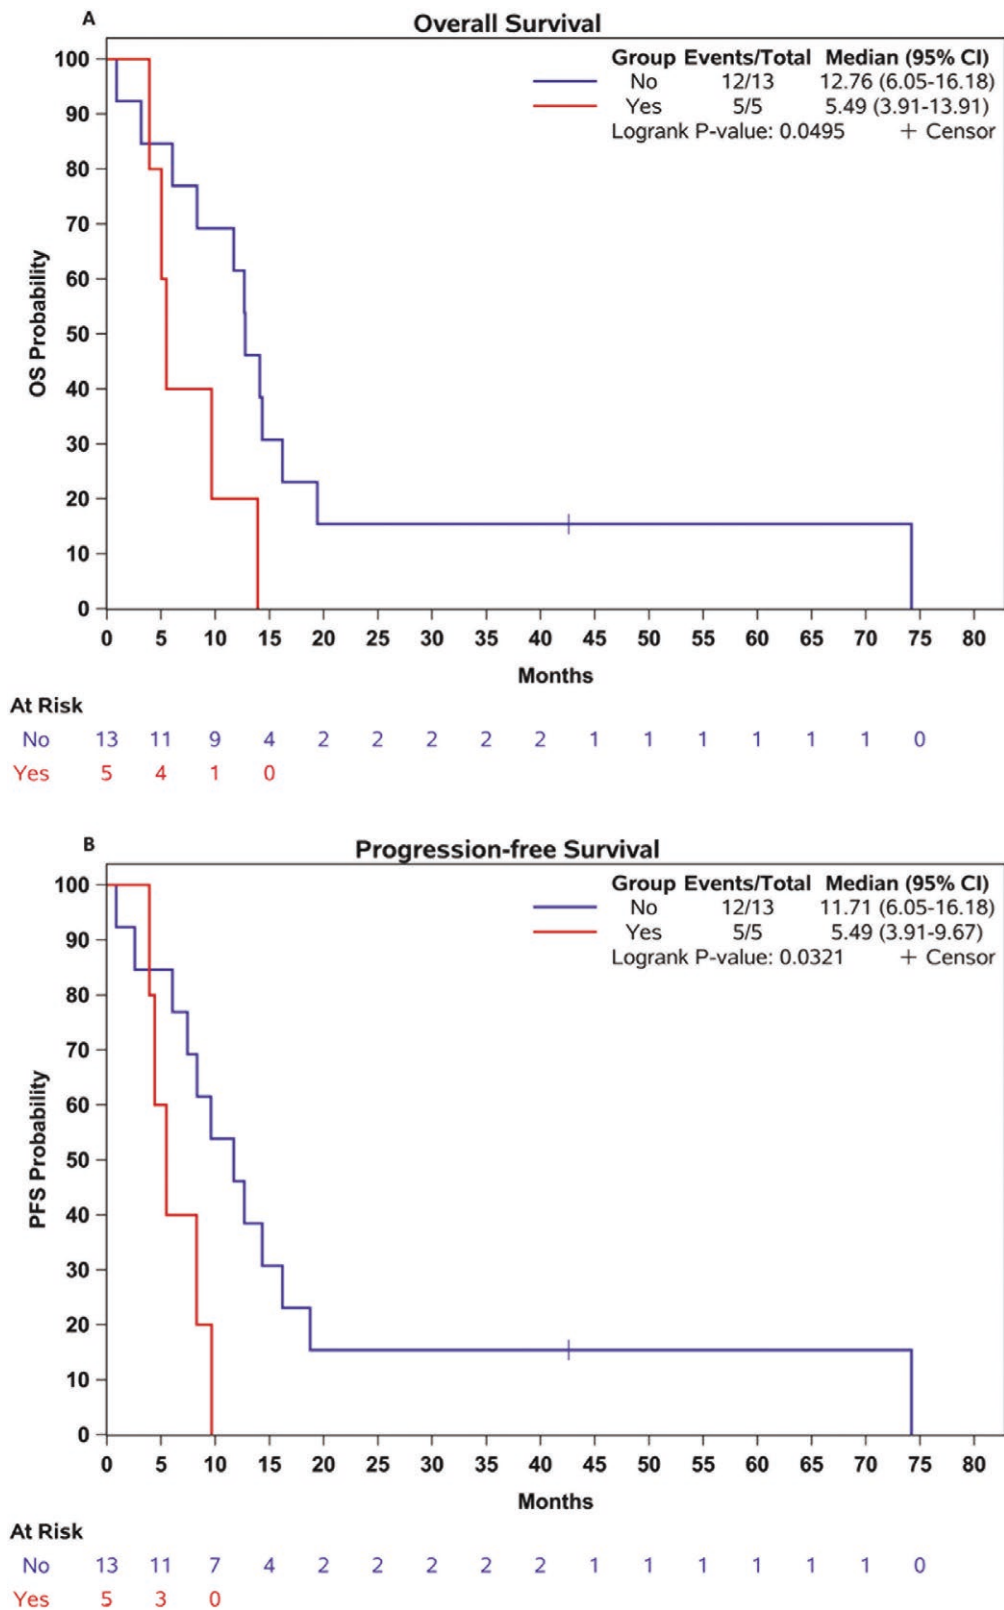 A
Overall Survival
Group Events/Total Median (95% CI)
No 12/13 12.76 (6.05-16.18)
Yes 5/5 5.49 (3.91-13.91)
Logrank P-value: 0.0495 + Censor
100
90
80
70
60
50
40
30
20
10
0
OS Probability
0 5 10 15 20 25 30 35 40 45 50 55 60 65 70 75 80
Months
At Risk
No 13 11 9 4 2 2 2 2 2 1 1 1 1 1 1 0
Yes 5 4 1 0
B
Progression-free Survival
Group Events/Total Median (95% CI)
No 12/13 11.71 (6.05-16.18)
Yes 5/5 5.49 (3.91-9.67)
Logrank P-value: 0.0321 + Censor
100
90
80
70
60
50
40
30
20
10
0
PFS Probability
0 5 10 15 20 25 30 35 40 45 50 55 60 65 70 75 80
Months
At Risk
No 13 11 7 4 2 2 2 2 2 1 1 1 1 1 1 0
Yes 5 3 0